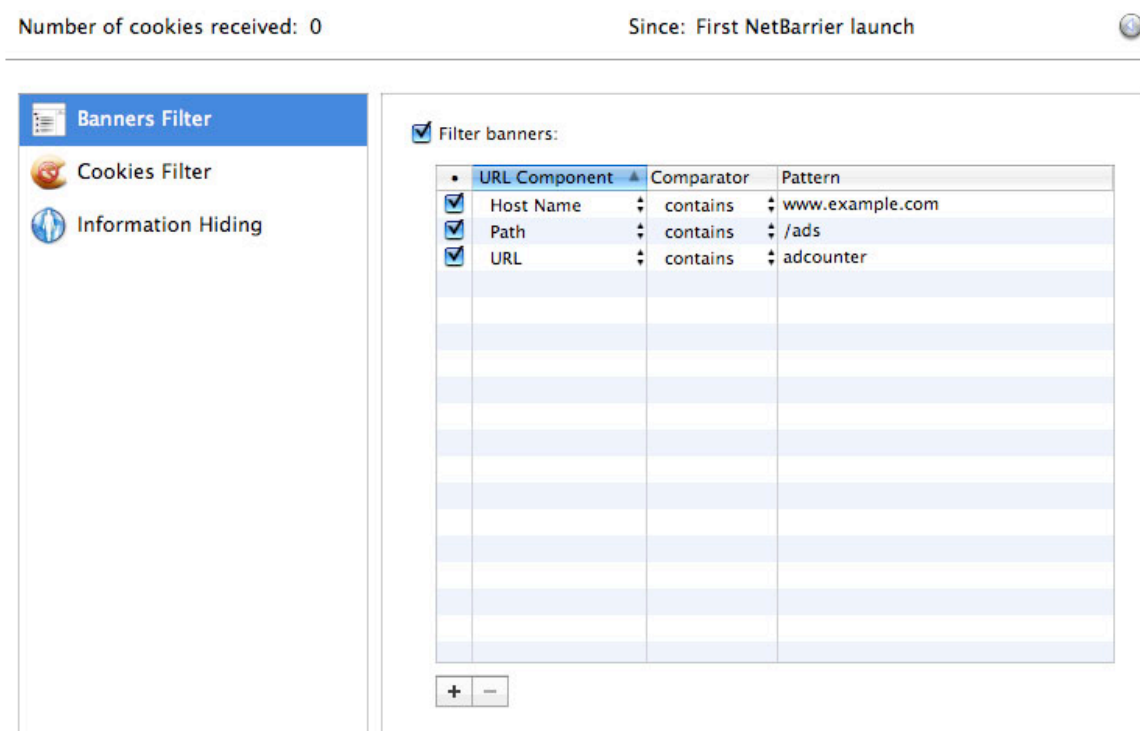 Number of cookies received: 0 Since: First NetBarrier launch
Banners Filter
Cookies Filter
Information Hiding
Filter banners:
• URL Component Comparator Pattern
Host Name contains www.example.com
Path contains /ads
URL contains adcounter
+ −